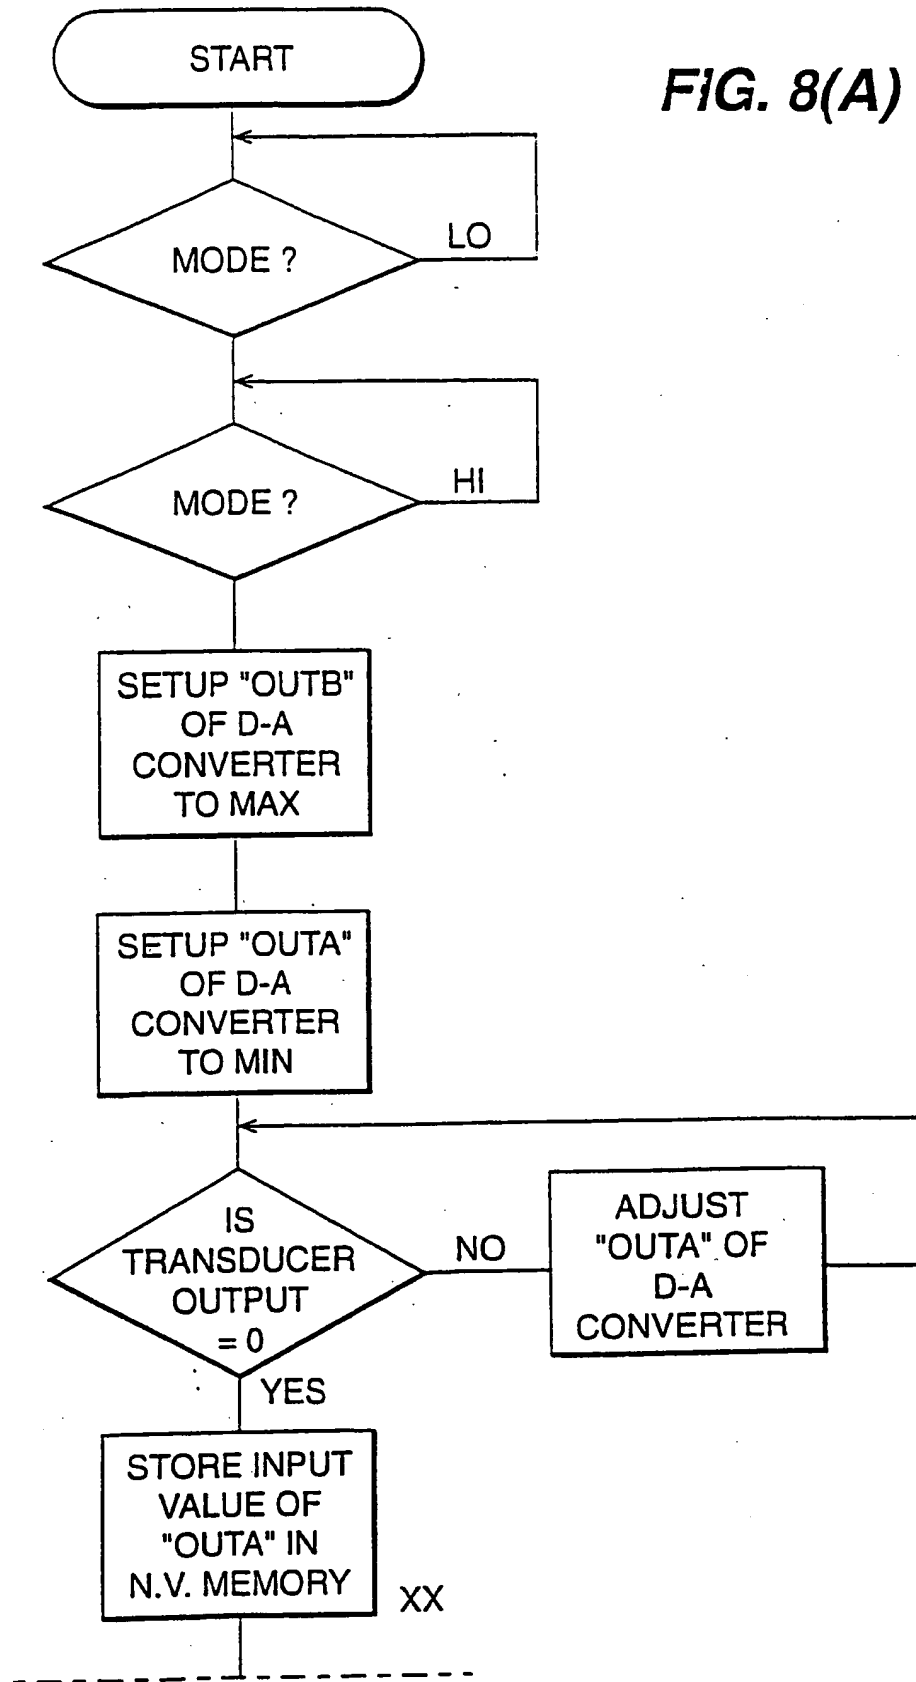 START
FIG. 8(A)
LO
MODE ?
HI
MODE ?
SETUP "OUTB"
OF D-A
CONVERTER
TO MAX
SETUP "OUTA"
OF D-A
CONVERTER
TO MIN
IS
TRANSDUCER
OUTPUT
= 0
NO
ADJUST
"OUTA" OF
D-A
CONVERTER
YES
STORE INPUT
VALUE OF
"OUTA" IN
N.V. MEMORY
XX